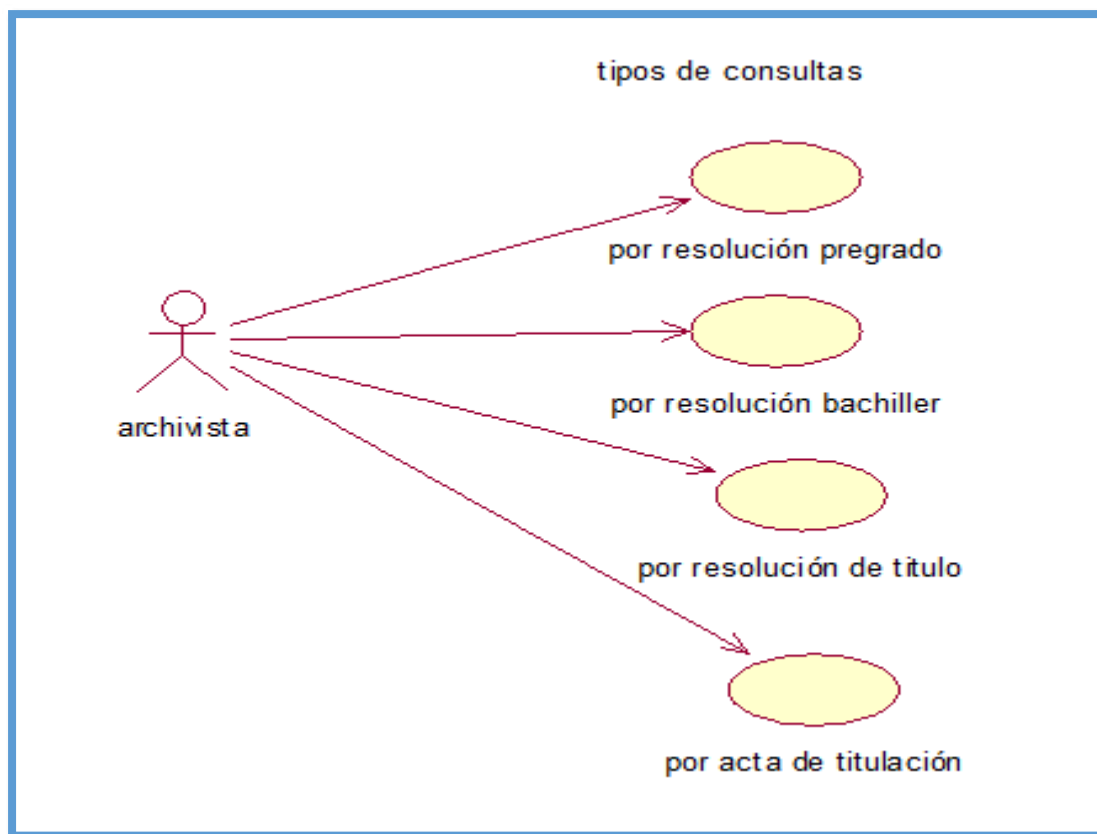 tipos de consultas
por resolución pregrado
por resolución bachiller
archivista
por resolución de titulo
por acta de titulación